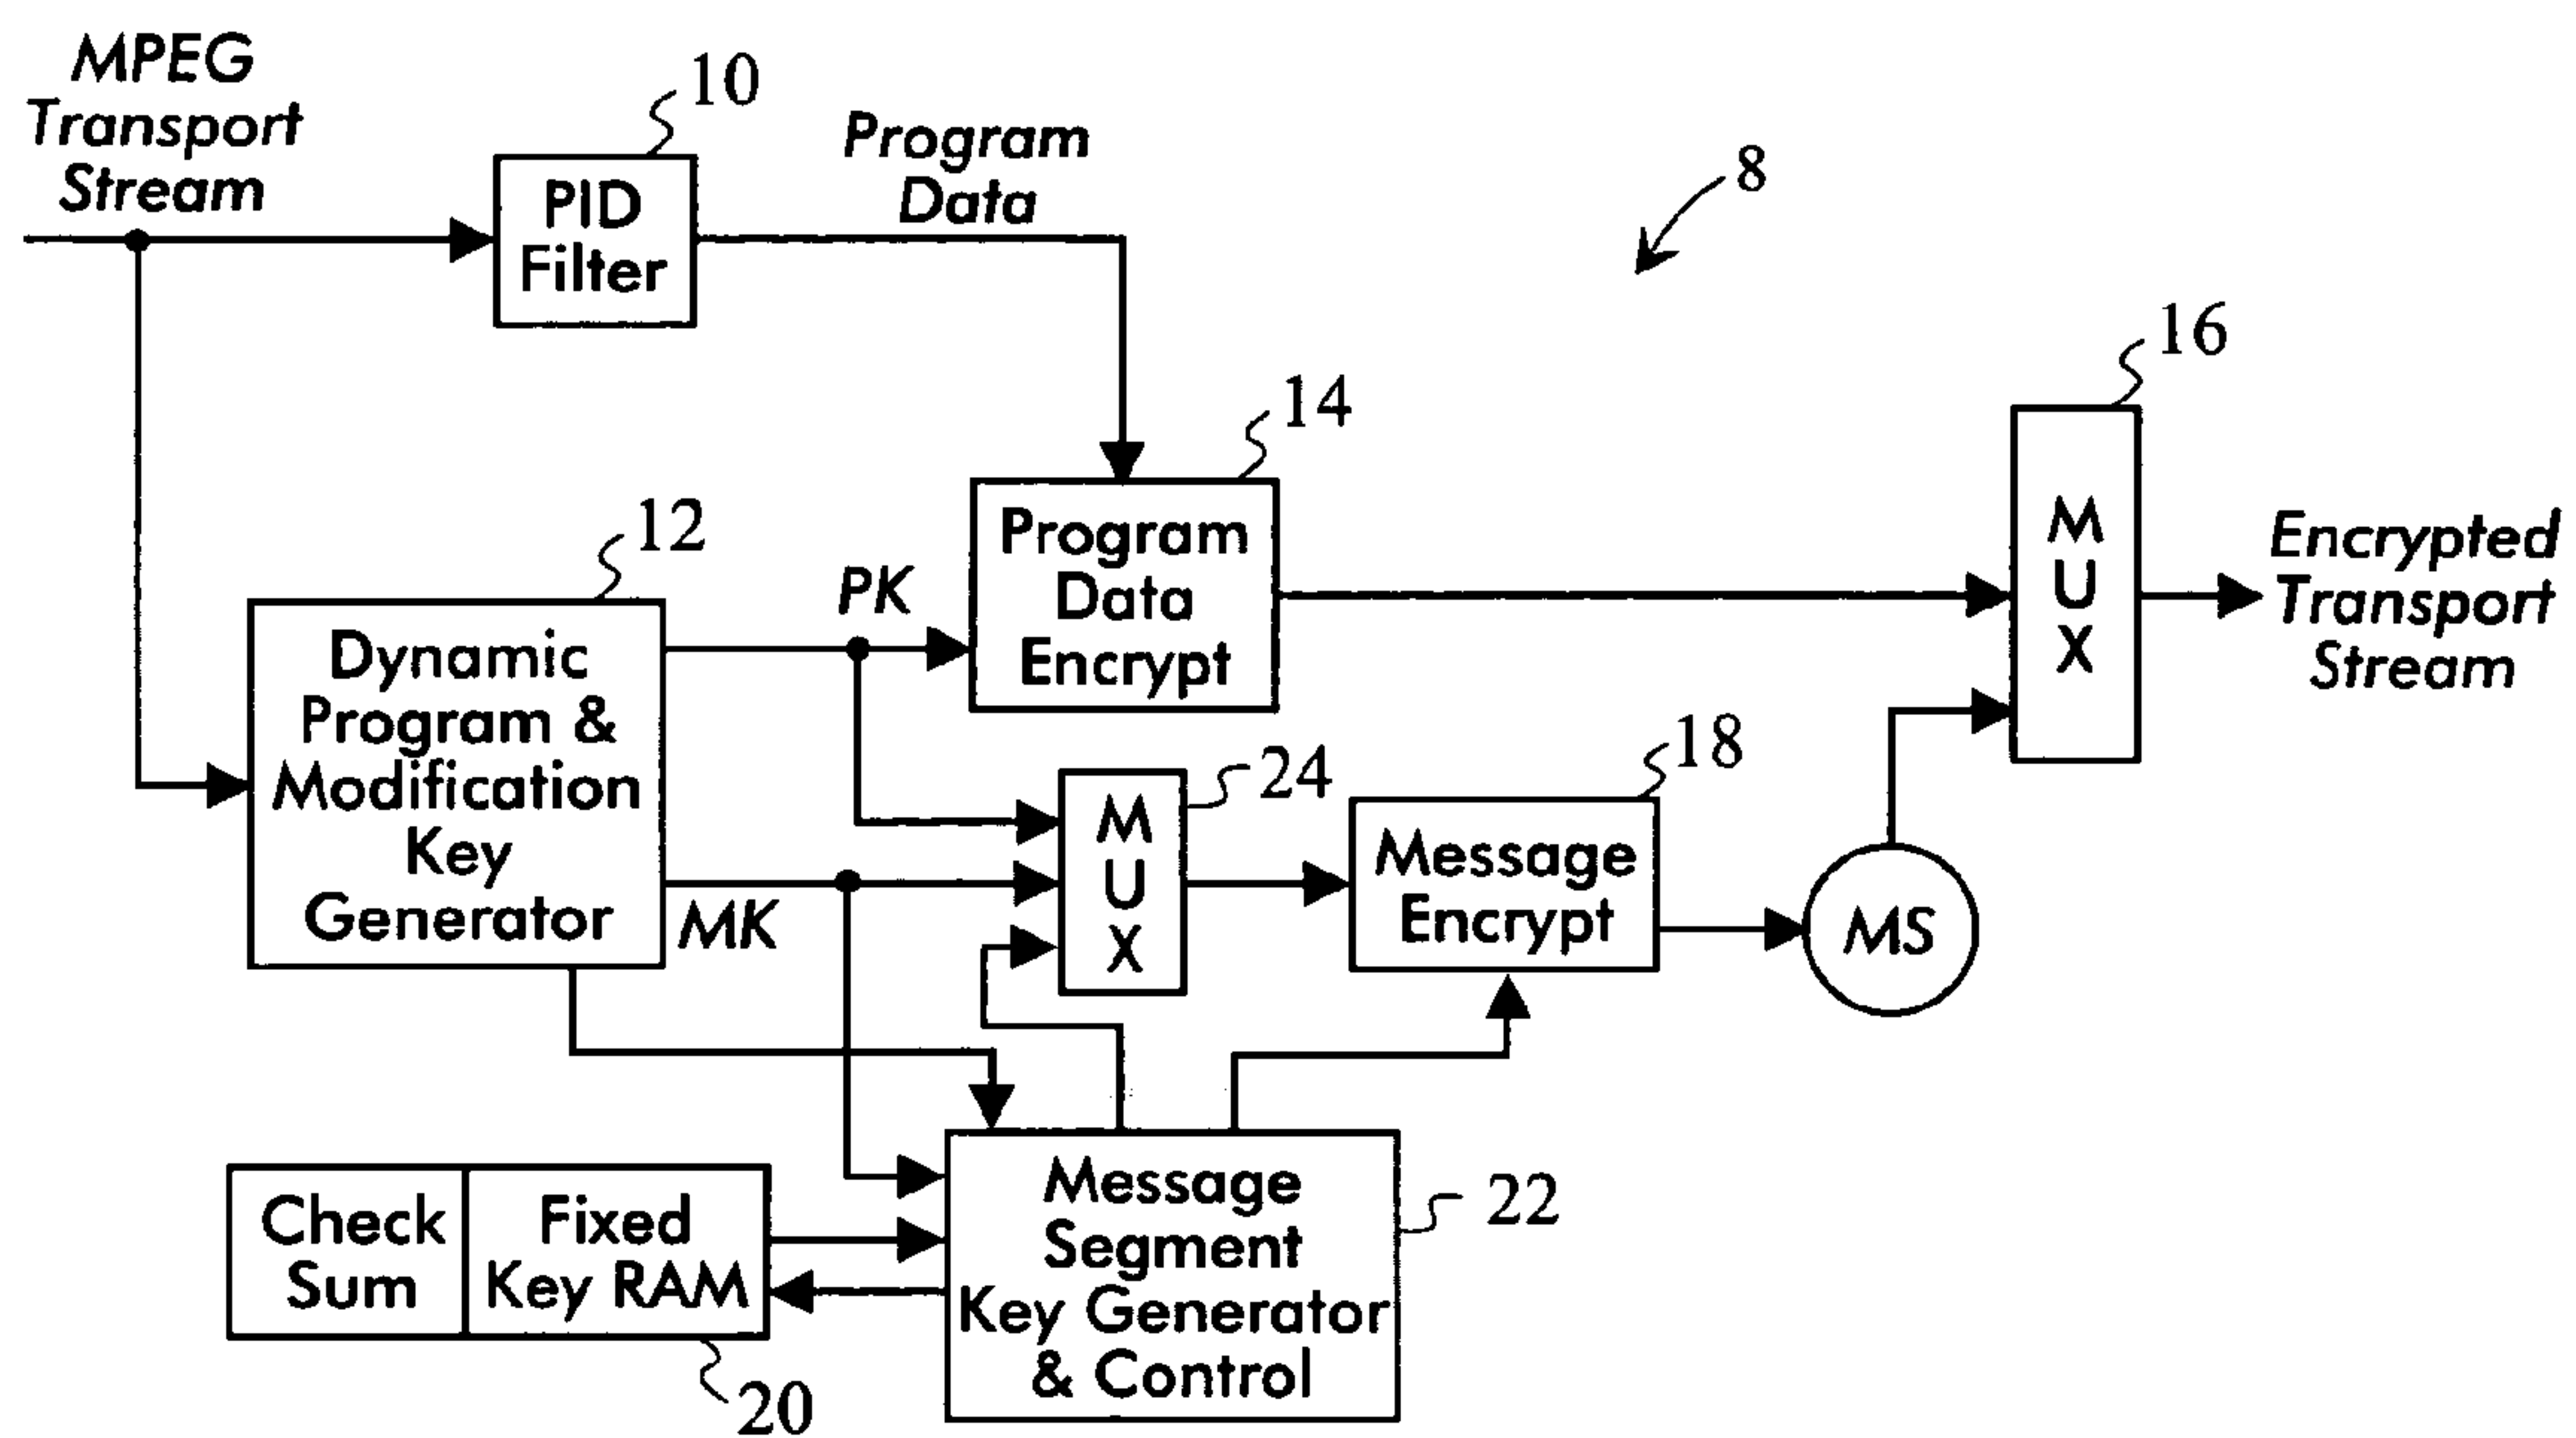 MPEG
Transport
Stream
10
PID
Filter
Program
Data
8
16
14
12
PK
Program
Data
Encrypt
M
U
X
Encrypted
Transport
Stream
Dynamic
Program &
Modification
Key
Generator
MK
24
M
U
X
18
Message
Encrypt
MS
Check
Sum
Fixed
Key RAM
20
Message
Segment
Key Generator
& Control
22